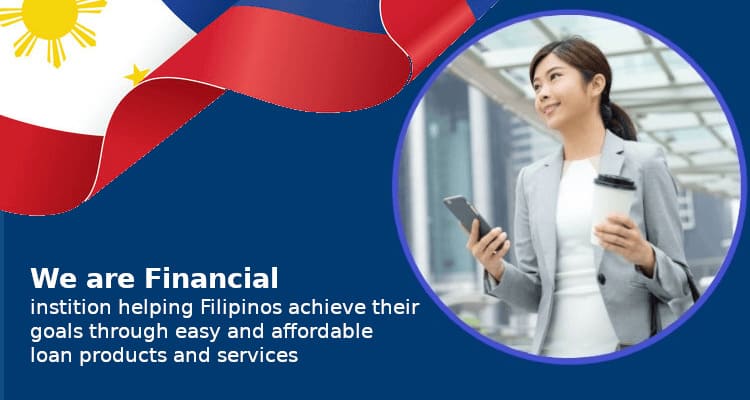 We are Financial
instition helping Filipinos achieve their
goals through easy and affordable
loan products and services